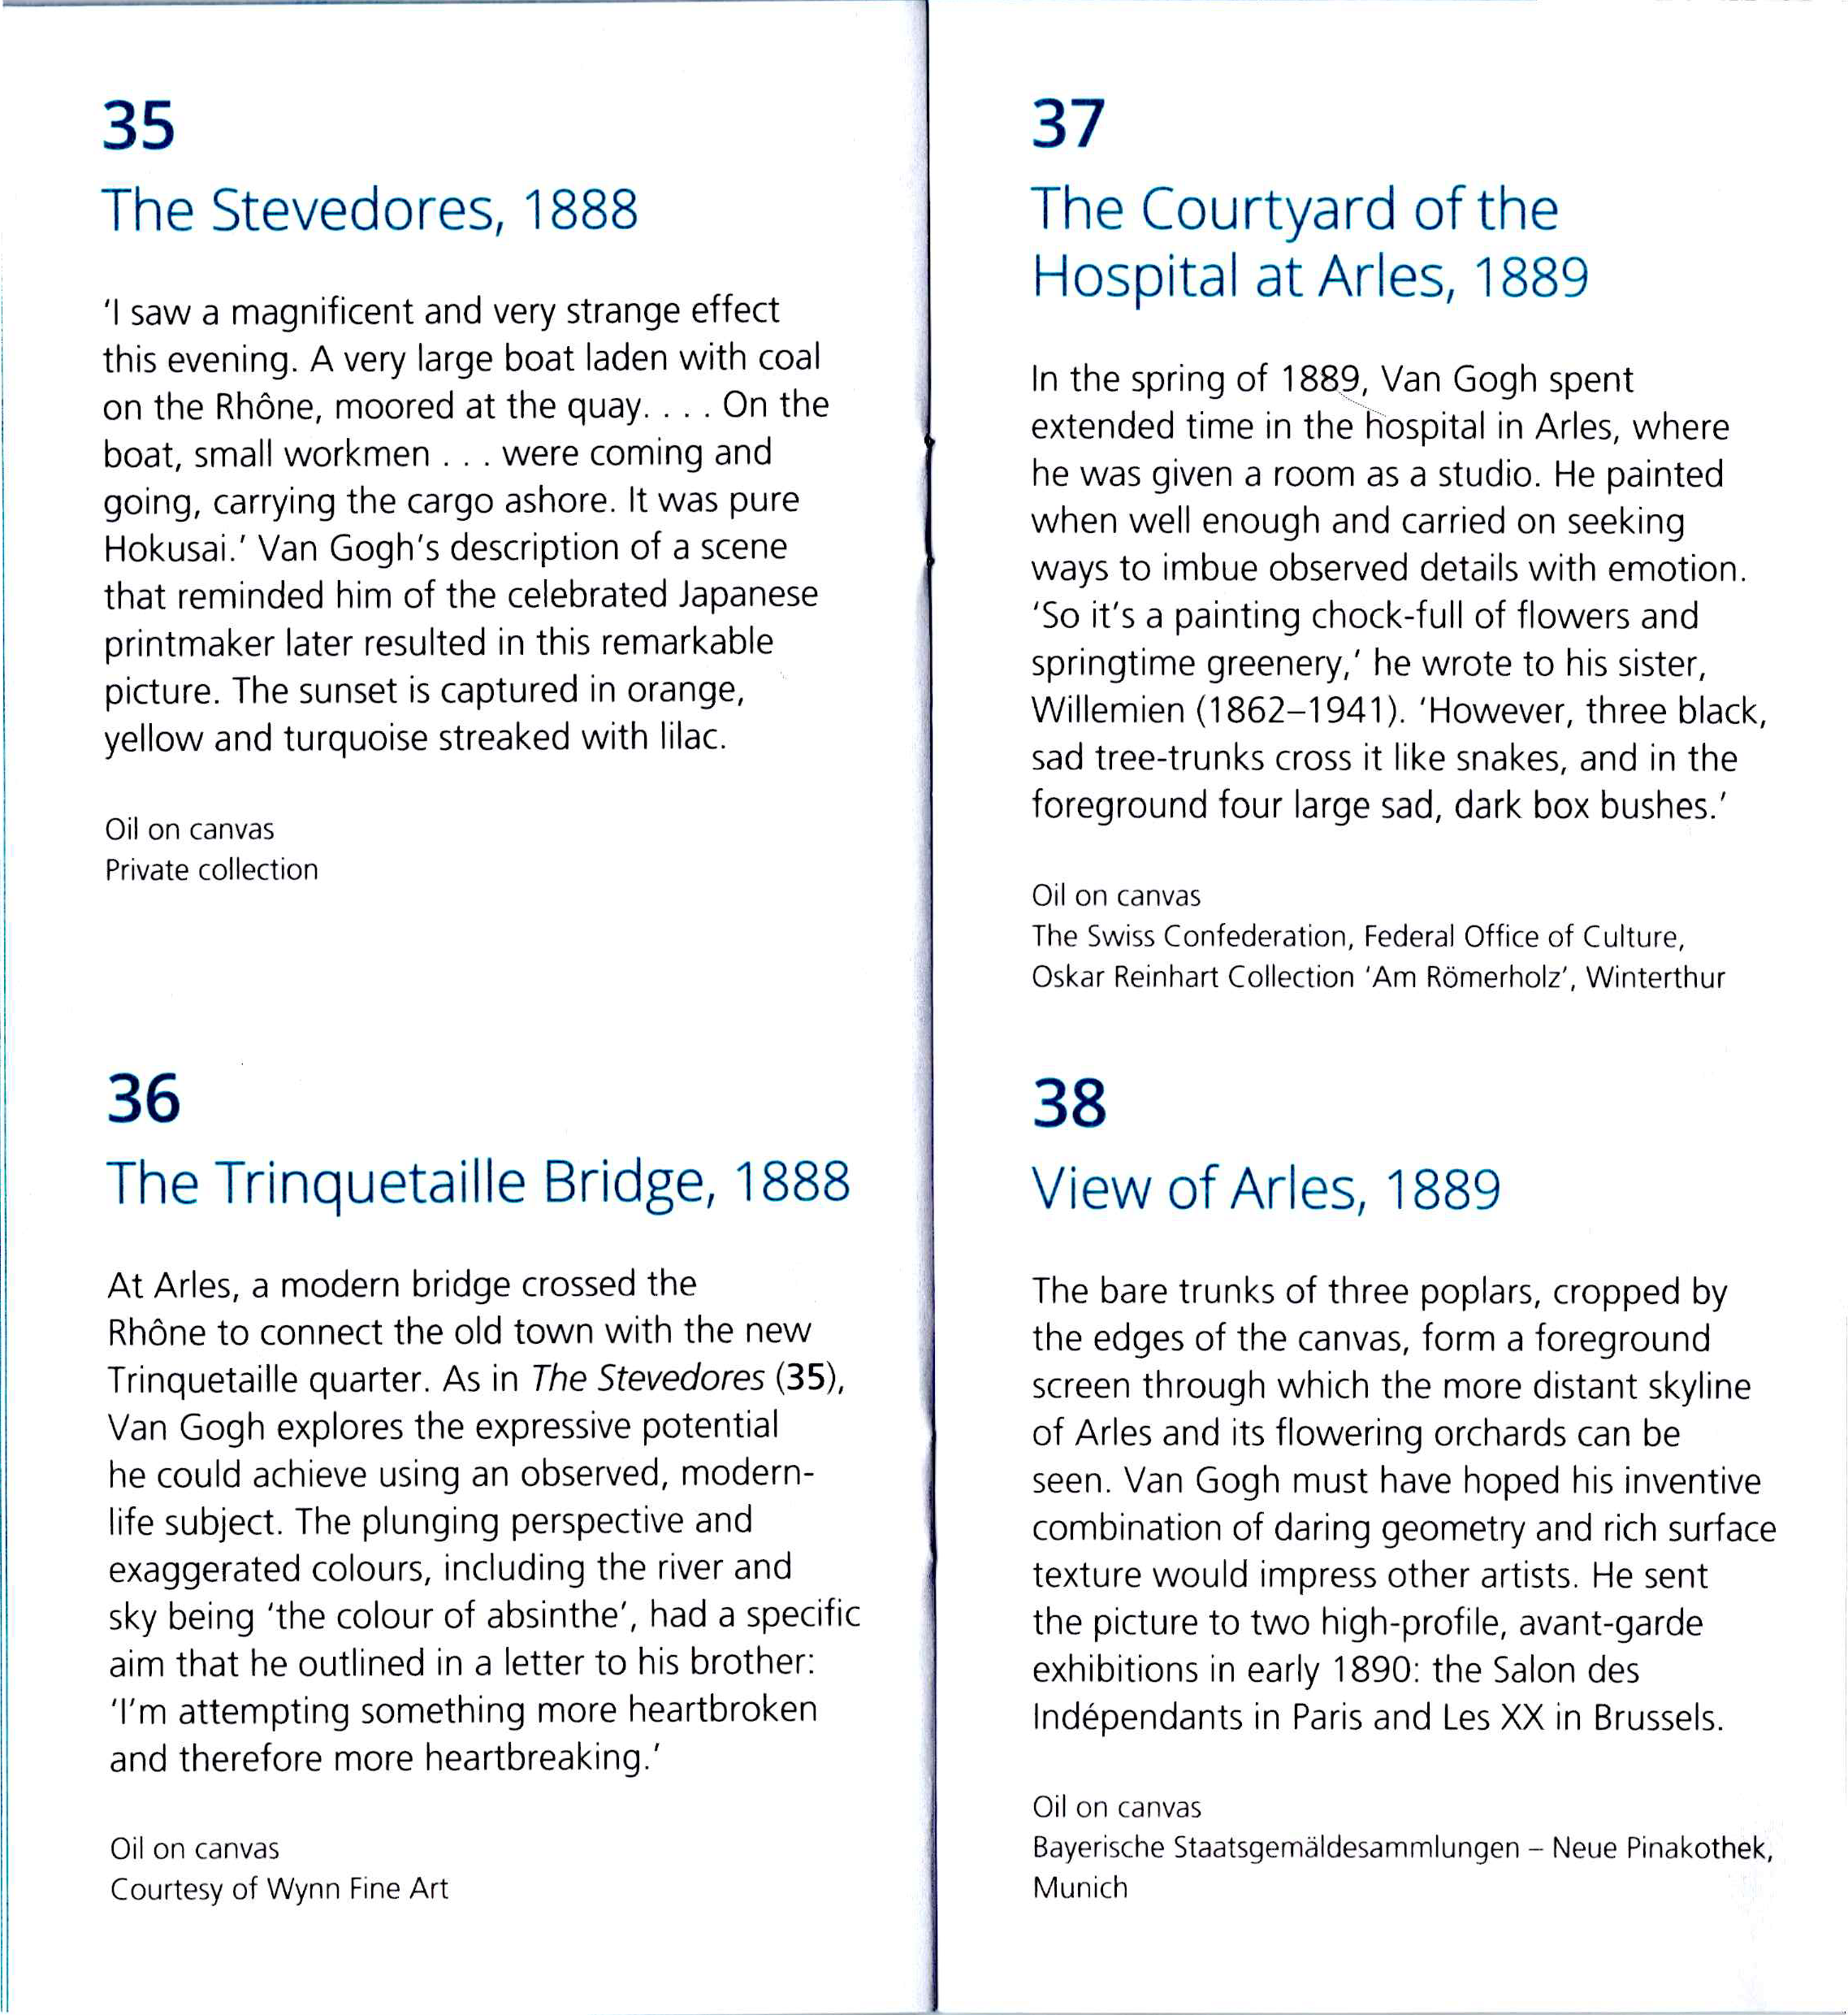 35
The Stevedores, 1888
‘I saw a magnificent and very strange effect
this evening. A very large boat laden with coal
on the Rhône, moored at the quay. . . . On the
boat, small workmen . . . were coming and
going, carrying the cargo ashore. It was pure
Hokusai.’ Van Gogh’s description of a scene
that reminded him of the celebrated Japanese
printmaker later resulted in this remarkable
picture. The sunset is captured in orange,
yellow and turquoise streaked with lilac.
Oil on canvas
Private collection
36
The Trinquetaille Bridge, 1888
At Arles, a modern bridge crossed the
Rhône to connect the old town with the new
Trinquetaille quarter. As in The Stevedores (35),
Van Gogh explores the expressive potential
he could achieve using an observed, modern-
life subject. The plunging perspective and
exaggerated colours, including the river and
sky being ‘the colour of absinthe’, had a specific
aim that he outlined in a letter to his brother:
‘I’m attempting something more heartbroken
and therefore more heartbreaking.’
Oil on canvas
Courtesy of Wynn Fine Art
37
The Courtyard of the
Hospital at Arles, 1889
In the spring of 1889, Van Gogh spent
extended time in the hospital in Arles, where
he was given a room as a studio. He painted
when well enough and carried on seeking
ways to imbue observed details with emotion.
‘So it’s a painting chock-full of flowers and
springtime greenery,’ he wrote to his sister,
Willemien (1862–1941). ‘However, three black,
sad tree-trunks cross it like snakes, and in the
foreground four large sad, dark box bushes.’
Oil on canvas
The Swiss Confederation, Federal Office of Culture,
Oskar Reinhart Collection ‘Am Römerholz’, Winterthur
38
View of Arles, 1889
The bare trunks of three poplars, cropped by
the edges of the canvas, form a foreground
screen through which the more distant skyline
of Arles and its flowering orchards can be
seen. Van Gogh must have hoped his inventive
combination of daring geometry and rich surface
texture would impress other artists. He sent
the picture to two high-profile, avant-garde
exhibitions in early 1890: the Salon des
Indépendants in Paris and Les XX in Brussels.
Oil on canvas
Bayerische Staatsgemäldesammlungen – Neue Pinakothek,
Munich